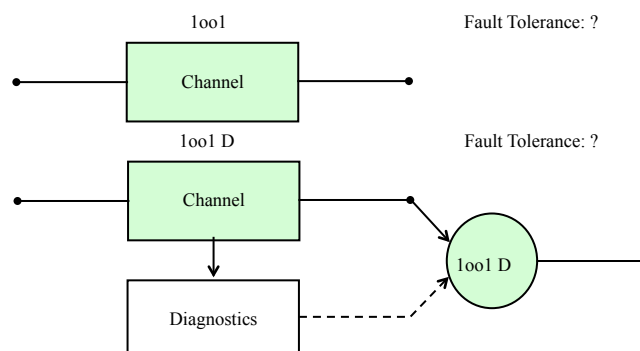 1oo1
Fault Tolerance: ?
Channel
1oo1 D
Fault Tolerance: ?
Channel
1oo1 D
Diagnostics